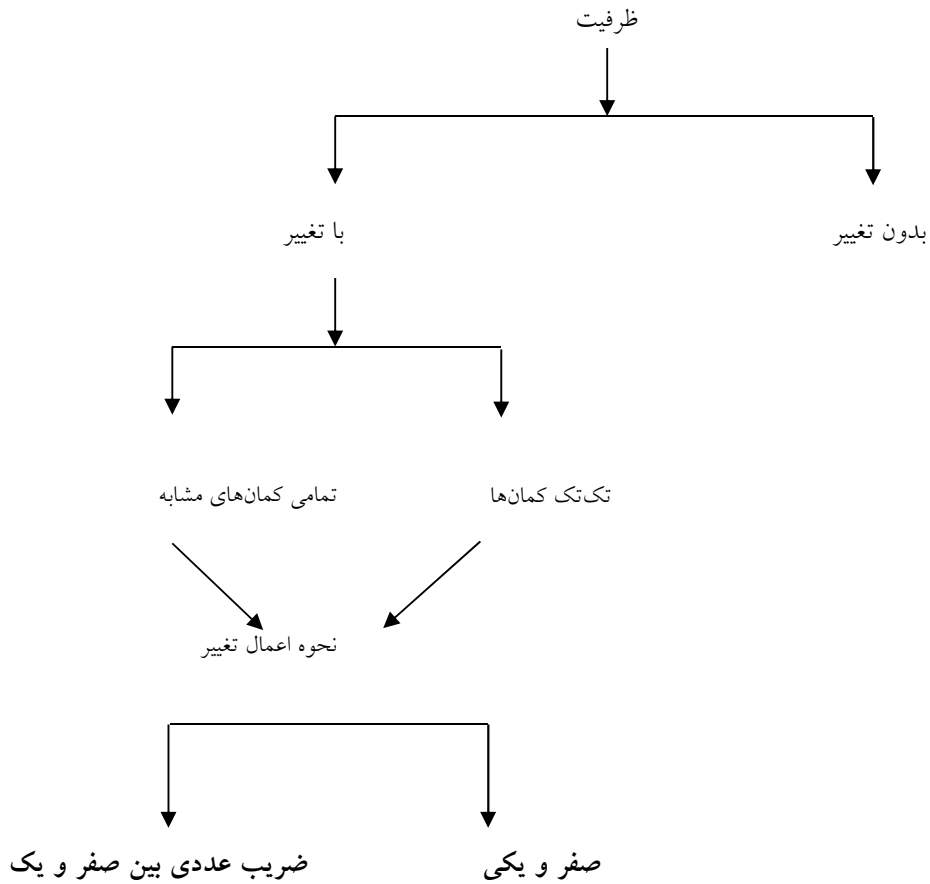 ظرفیت
بدون تغییر
با تغییر
تک‌تک کمان‌ها
تمامی کمان‌های مشابه
نحوه اعمال تغییر
صفر و یکی
ضریب عددی بین صفر و یک